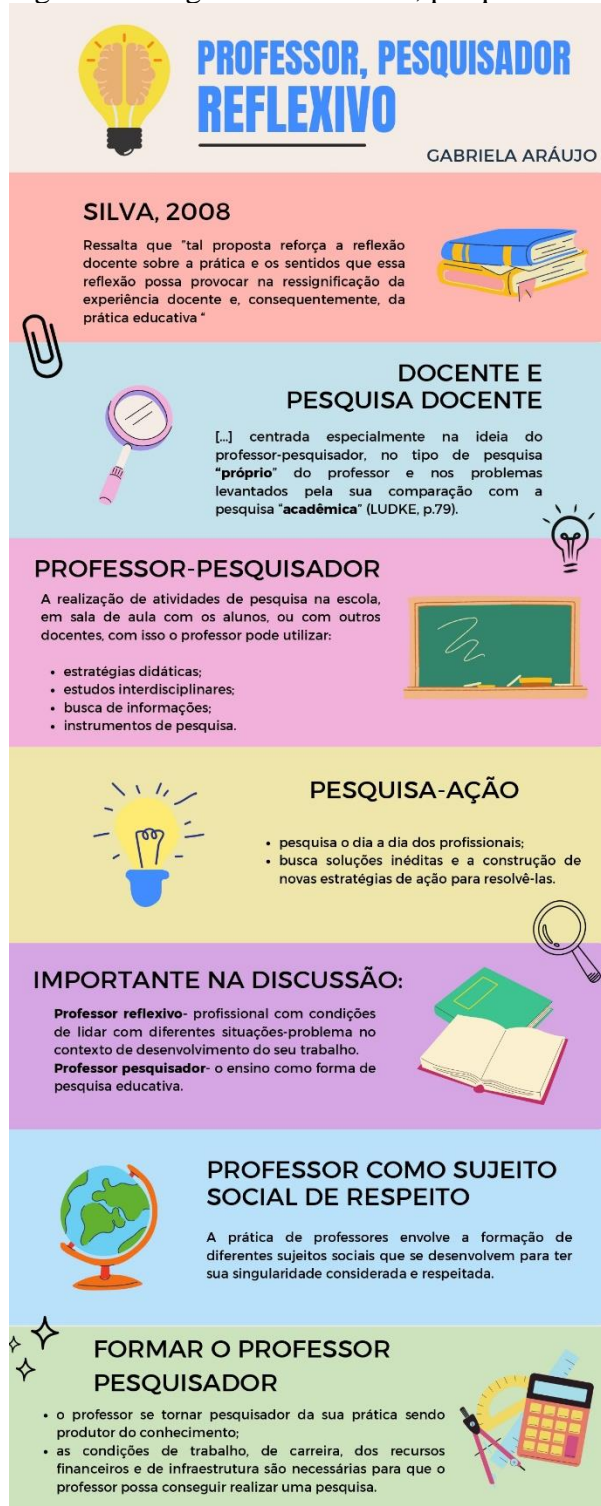 PROFESSOR, PESQUISADOR
REFLEXIVO
GABRIELA ARÁUJO
SILVA, 2008
Ressalta que "tal proposta reforça a reflexão
docente sobre a prática e os sentidos que essa
reflexão possa provocar na ressignificação da
experiência docente e, consequentemente, da
prática educativa "
DOCENTE E
PESQUISA DOCENTE
[...] centrada especialmente na ideia do
professor-pesquisador, no tipo de pesquisa
"próprio" do professor e nos problemas
levantados pela sua comparação com a
pesquisa "acadêmica" (LUDKE, p.79).
PROFESSOR-PESQUISADOR
A realização de atividades de pesquisa na escola,
em sala de aula com os alunos, ou com outros
docentes, com isso o professor pode utilizar:
• estratégias didáticas;
• estudos interdisciplinares;
• busca de informações;
• instrumentos de pesquisa.
PESQUISA-AÇÃO
• pesquisa o dia a dia dos profissionais;
• busca soluções inéditas e a construção de
novas estratégias de ação para resolvê-las.
IMPORTANTE NA DISCUSSÃO:
Professor reflexivo- profissional com condições
de lidar com diferentes situações-problema no
contexto de desenvolvimento do seu trabalho.
Professor pesquisador- o ensino como forma de
pesquisa educativa.
PROFESSOR COMO SUJEITO
SOCIAL DE RESPEITO
A prática de professores envolve a formação de
diferentes sujeitos sociais que se desenvolvem para ter
sua singularidade considerada e respeitada.
FORMAR O PROFESSOR
PESQUISADOR
• o professor se tornar pesquisador da sua prática sendo
produtor do conhecimento;
• as condições de trabalho, de carreira, dos recursos
financeiros e de infraestrutura são necessárias para que o
professor possa conseguir realizar uma pesquisa.